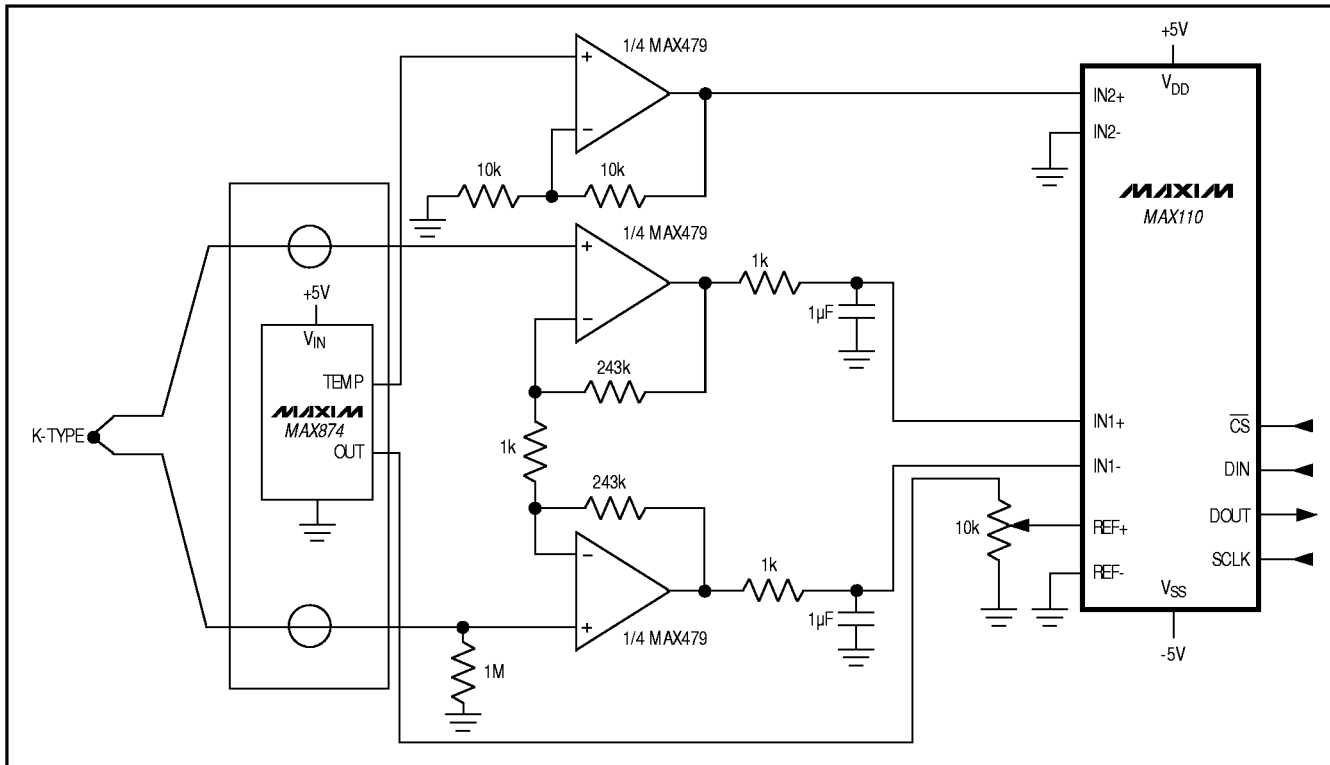 1/4 MAX479
+
−
10k
10k
+5V
VDD
IN2+
IN2-
MAXIM
MAX110
1/4 MAX479
+
−
1k
1µF
243k
+5V
VIN
TEMP
MAXIM
MAX874
OUT
K-TYPE
1k
243k
−
+
1/4 MAX479
1k
1µF
1M
IN1+
IN1-
10k
REF+
REF-
CS
DIN
DOUT
SCLK
VSS
-5V